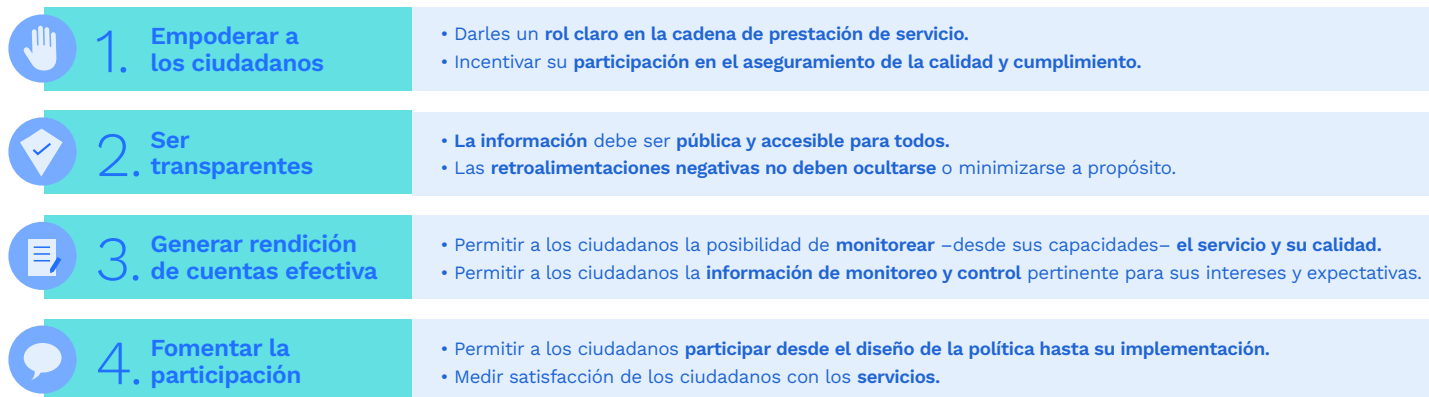 1. Empoderar a
los ciudadanos
• Darles un rol claro en la cadena de prestación de servicio.
• Incentivar su participación en el aseguramiento de la calidad y cumplimiento.
2. Ser
transparentes
• La información debe ser pública y accesible para todos.
• Las retroalimentaciones negativas no deben ocultarse o minimizarse a propósito.
3. Generar rendición
de cuentas efectiva
• Permitir a los ciudadanos la posibilidad de monitorear –desde sus capacidades– el servicio y su calidad.
• Permitir a los ciudadanos la información de monitoreo y control pertinente para sus intereses y expectativas.
4. Fomentar la
participación
• Permitir a los ciudadanos participar desde el diseño de la política hasta su implementación.
• Medir satisfacción de los ciudadanos con los servicios.